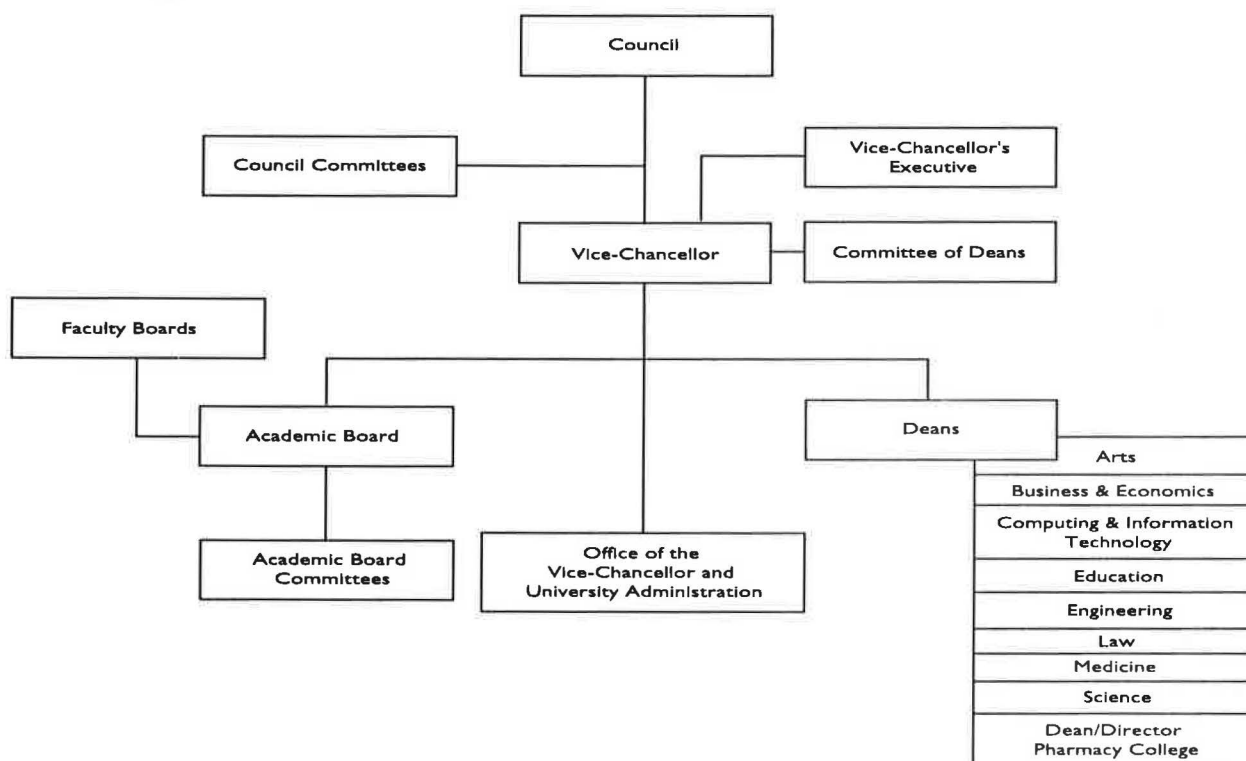 Council
Council Committees
Vice-Chancellor's
Executive
Vice-Chancellor
Committee of Deans
Faculty Boards
Academic Board
Deans
Arts
Business & Economics
Computing & Information
Technology
Education
Engineering
Law
Medicine
Science
Dean/Director
Pharmacy College
Academic Board
Committees
Office of the
Vice-Chancellor and
University Administration